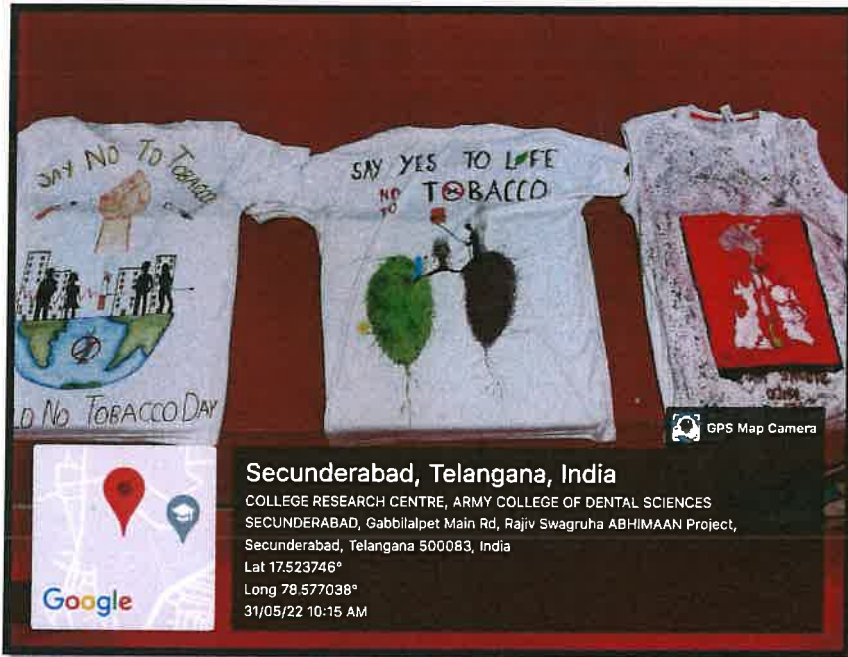 SAY NO TO TOBACCO
LD NO TOBACCO DAY
SAY YES TO LIFE
NO
TO
TOBACCO
GPS Map Camera
Google
Secunderabad, Telangana, India
COLLEGE RESEARCH CENTRE, ARMY COLLEGE OF DENTAL SCIENCES
SECUNDERABAD, Gabbilalpet Main Rd, Rajiv Swagruha ABHIMAAN Project,
Secunderabad, Telangana 500083, India
Lat 17.523746°
Long 78.577038°
31/05/22 10:15 AM